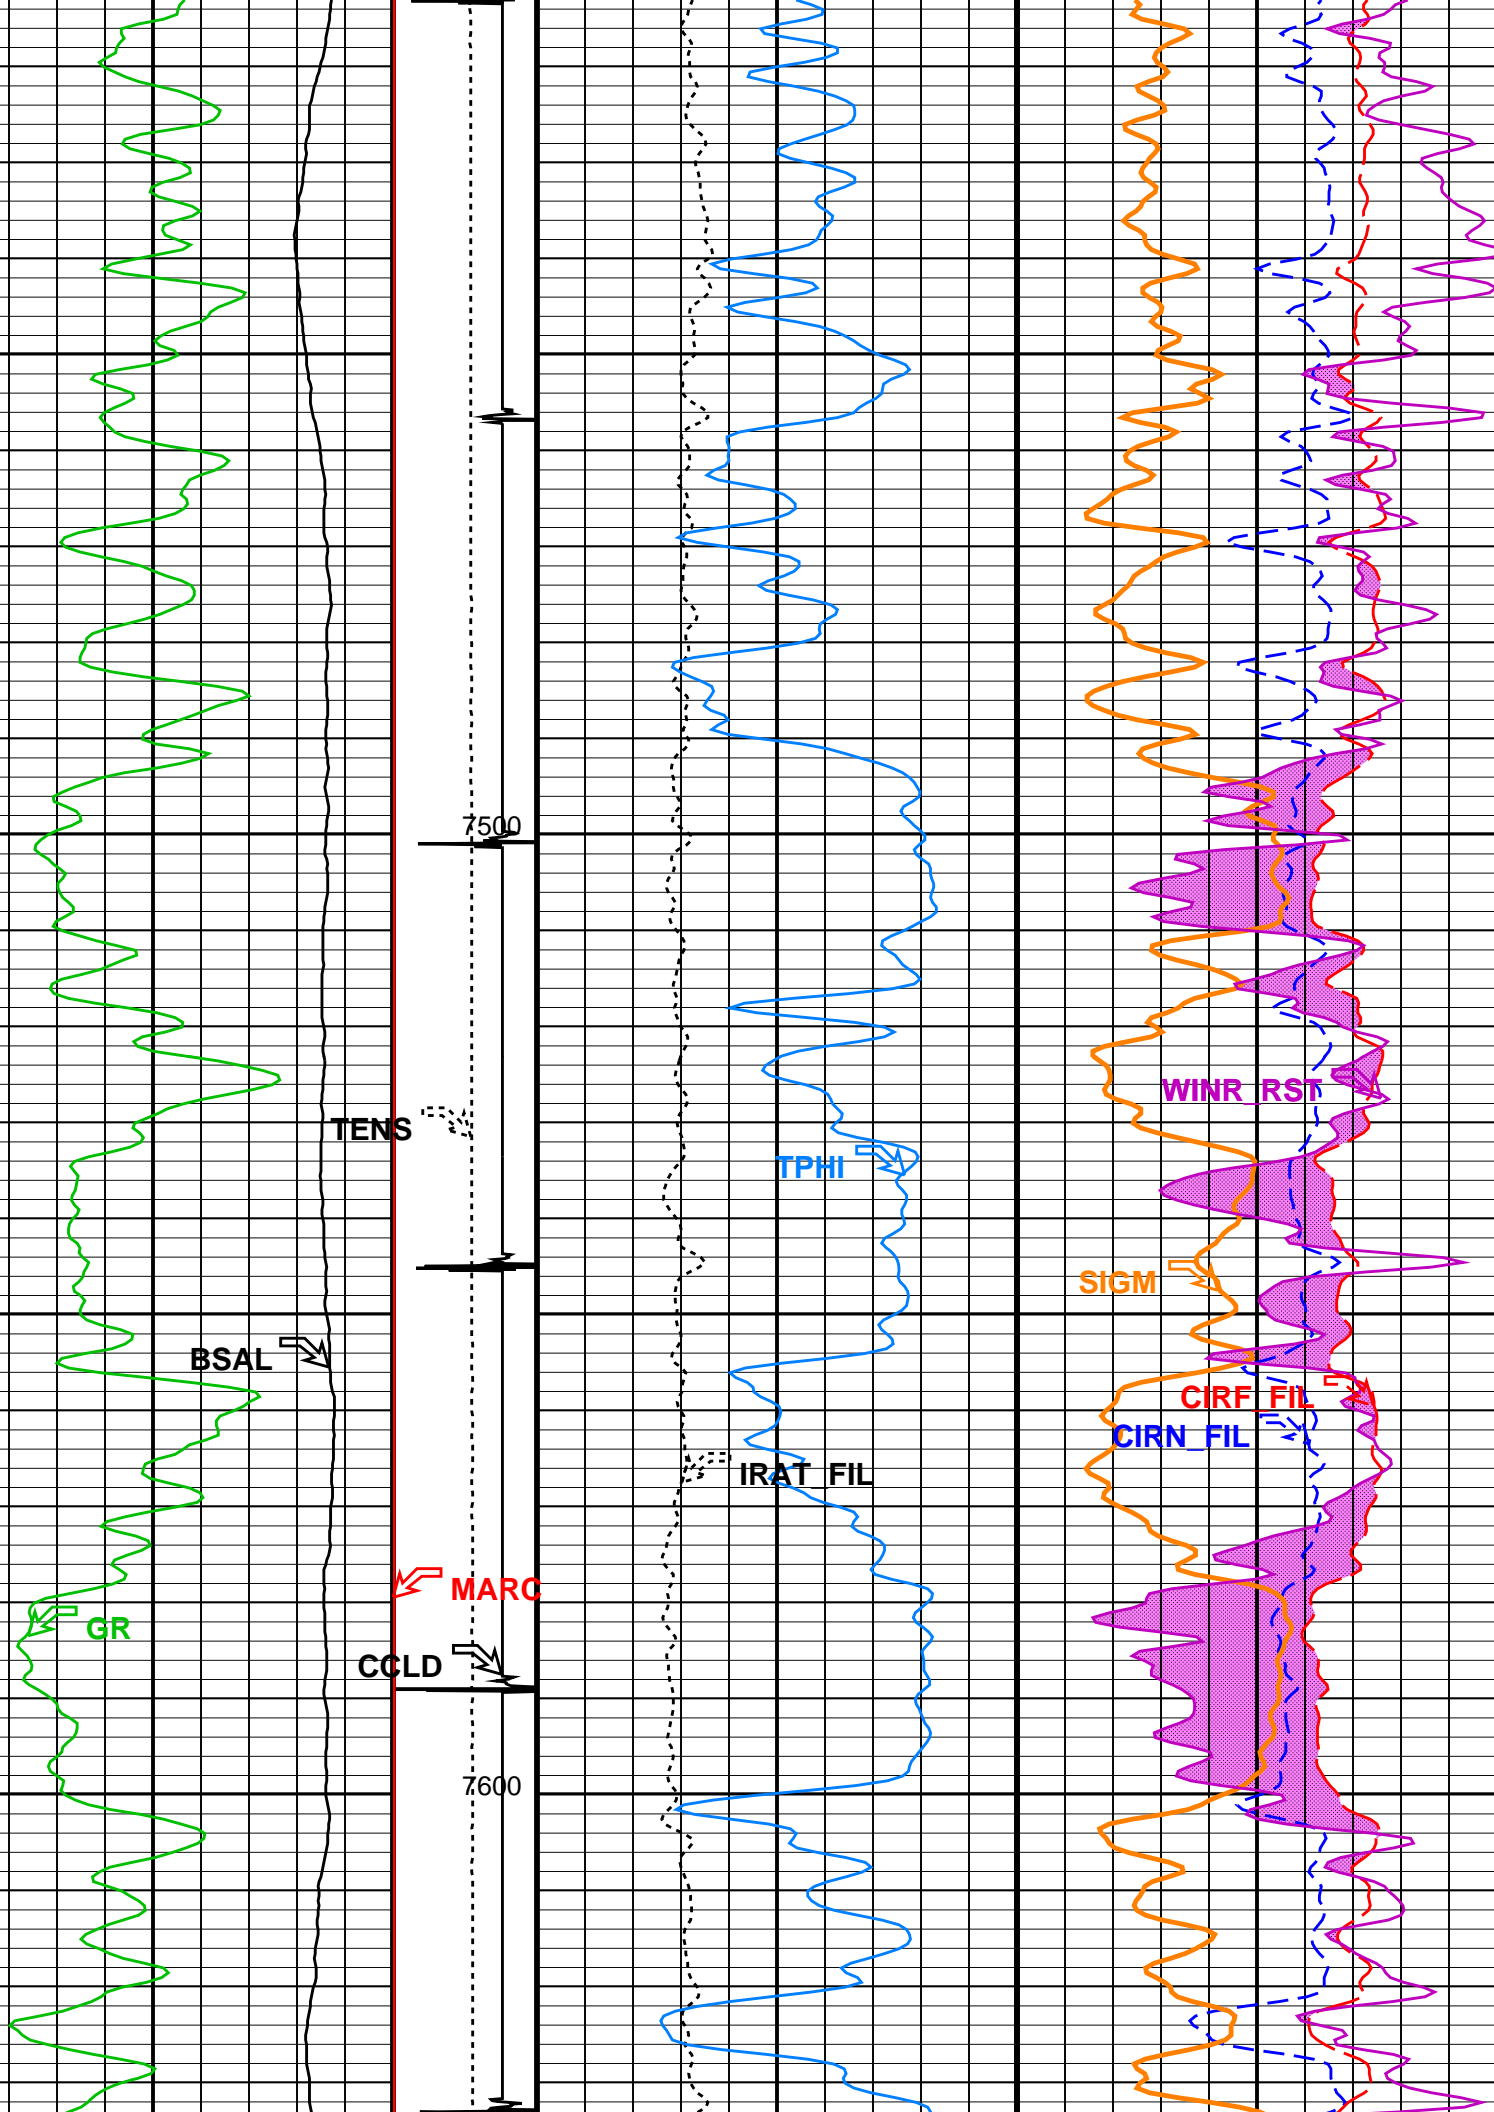 7500
WINR_RST
TENS
TPHI
SIGM
BSAL
CIRF_FIL
CIRN_FIL
IRAT_FIL
MARC
GR
CCLD
7600